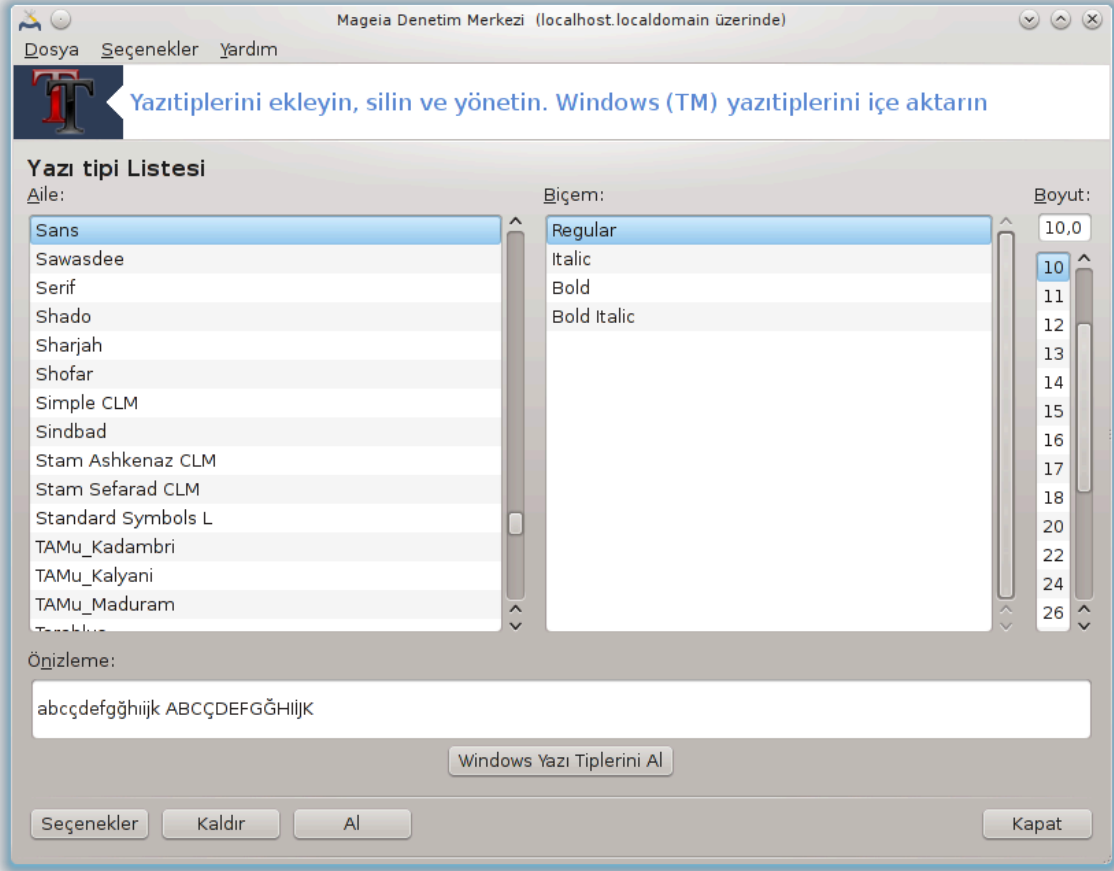 Mageia Denetim Merkezi (localhost.localdomain üzerinde)
Dosya Seçenekler Yardım
Yazıtiplerini ekleyin, silin ve yönetin. Windows (TM) yazıtiplerini içe aktarın
Yazı tipi Listesi
Aile:
Sans
Sawasdee
Serif
Shado
Sharjah
Shofar
Simple CLM
Sindbad
Stam Ashkenaz CLM
Stam Sefarad CLM
Standard Symbols L
TAMu_Kadambri
TAMu_Kalyani
TAMu_Maduram
Biçem:
Regular
Italic
Bold
Bold Italic
Boyut:
10,0
10
11
12
13
14
15
16
17
18
20
22
24
26
Önizleme:
abcçdefgğhıijk ABCÇDEFGĞHIİJK
Windows Yazı Tiplerini Al
Seçenekler Kaldır Al Kapat